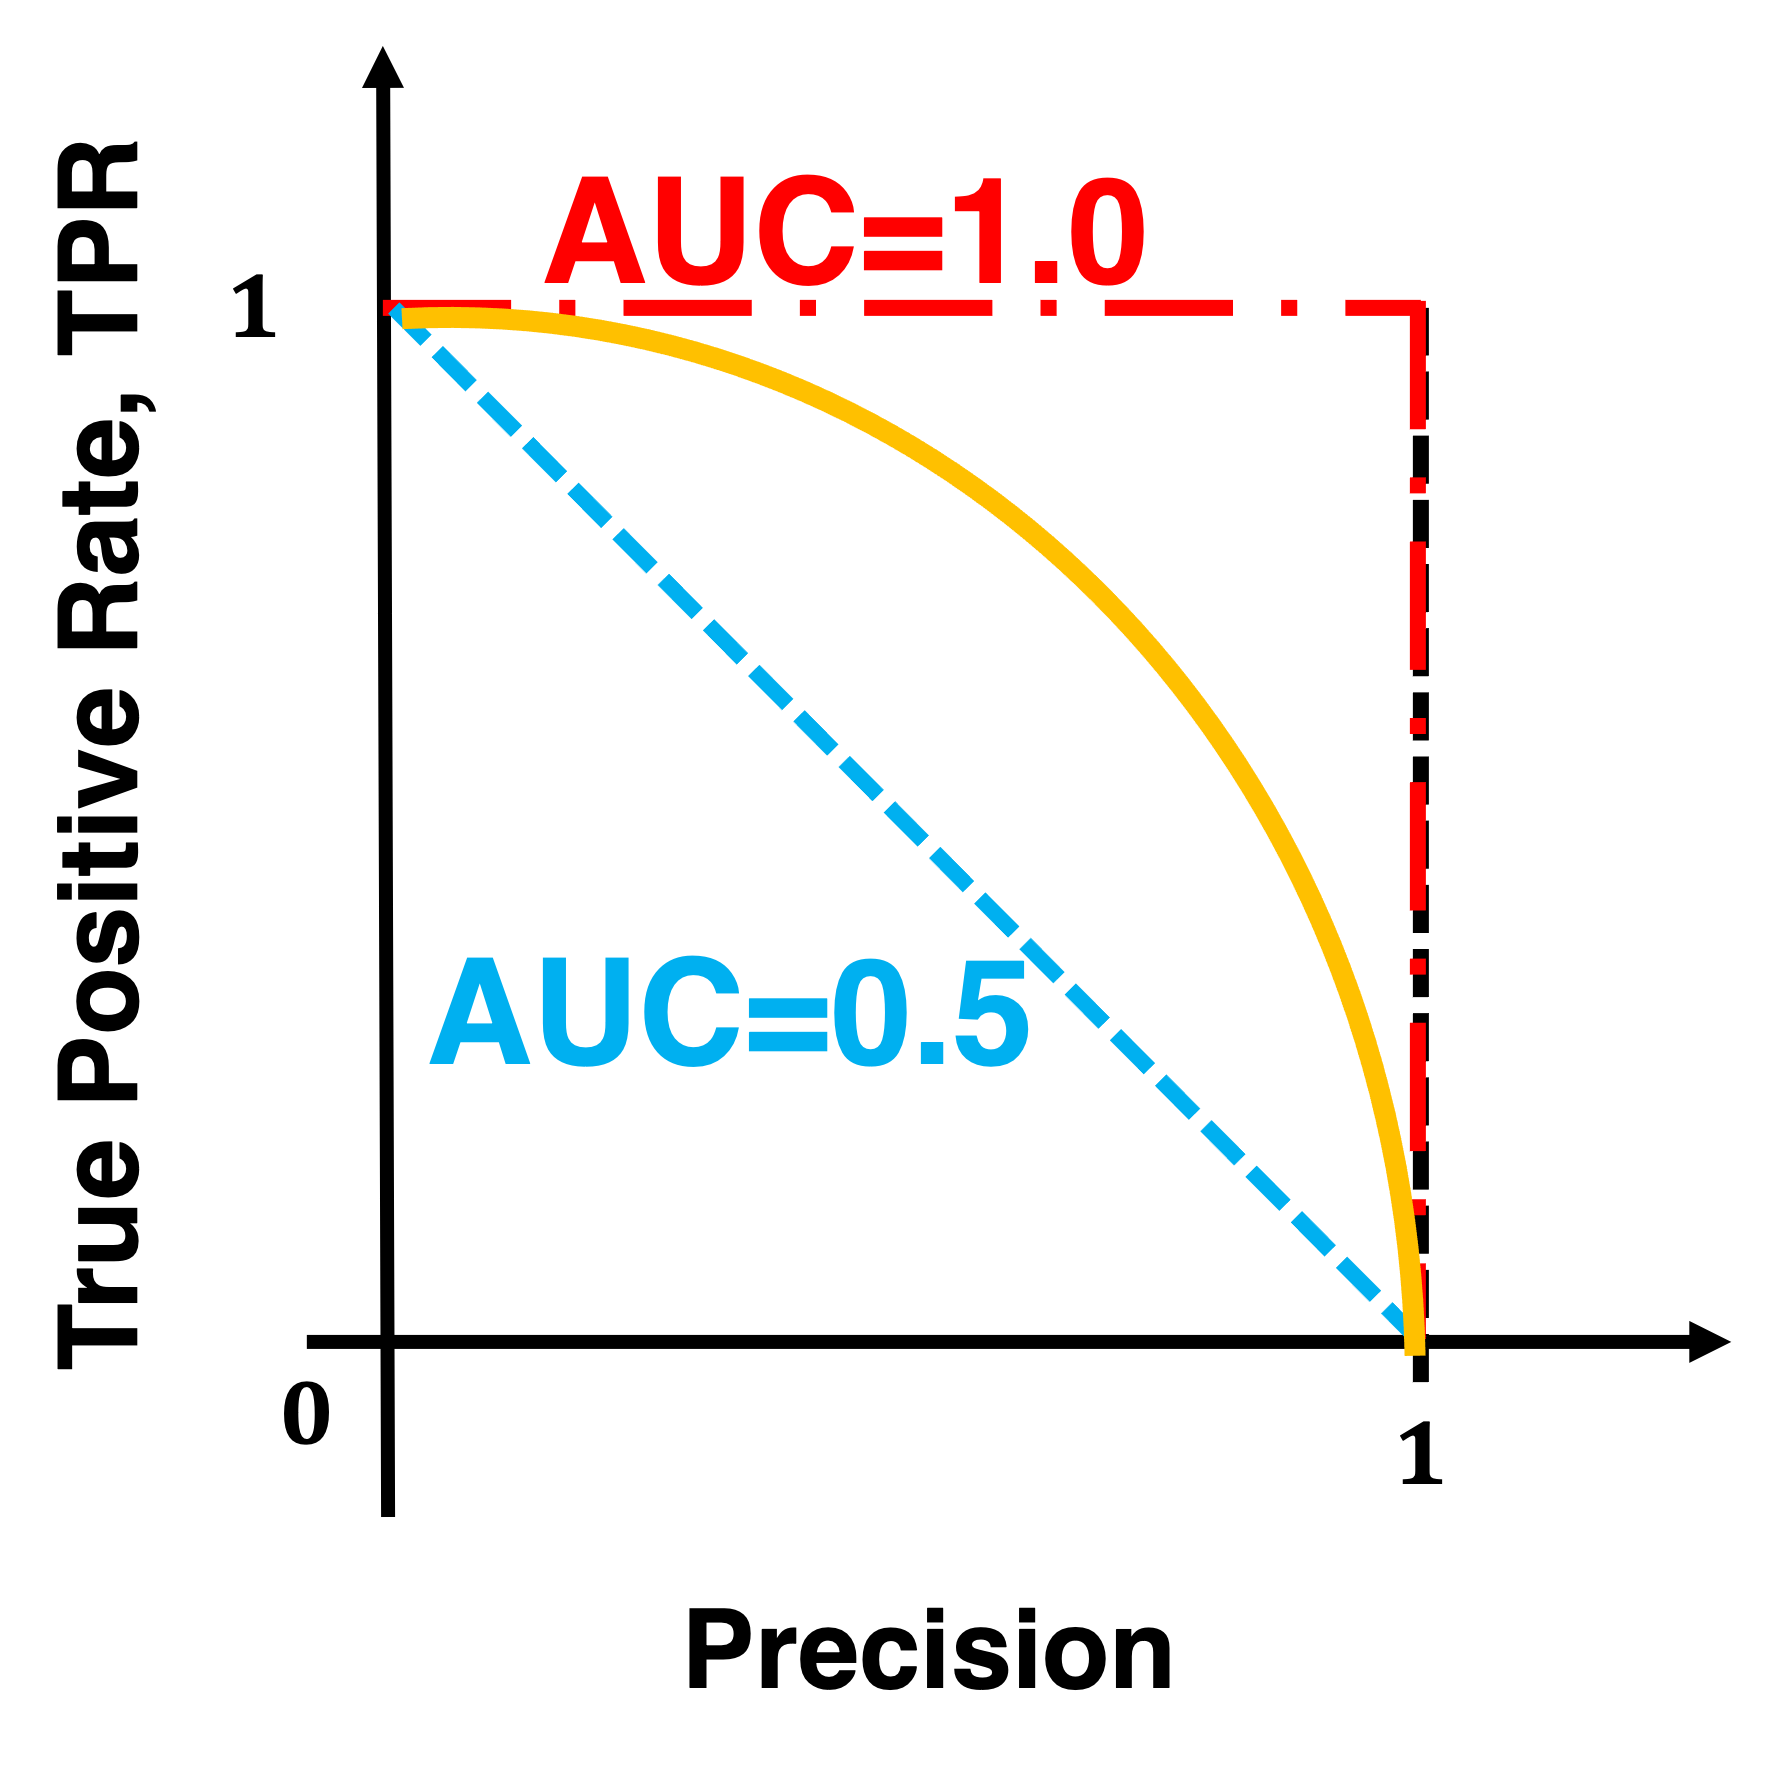 True Positive Rate, TPR
AUC=1.0
1
AUC=0.5
0
1
Precision